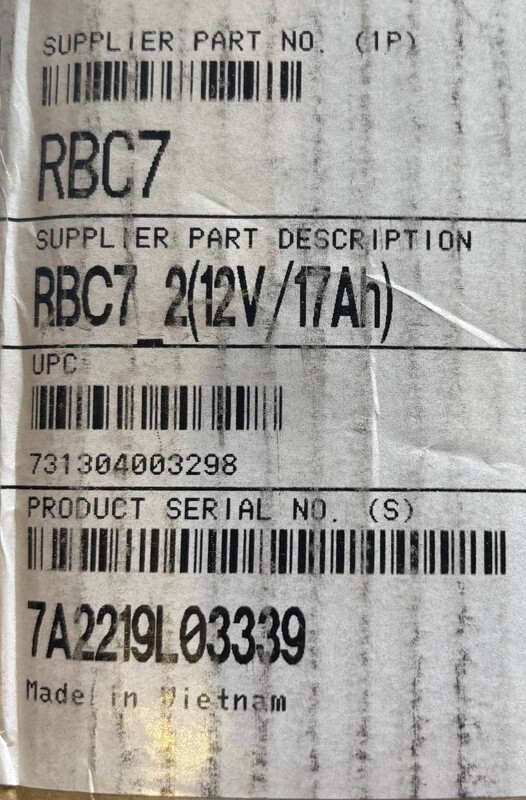 SUPPLIER PART NO. (1P)
RBC7
SUPPLIER PART DESCRIPTION
RBC7_2(12V/17Ah)
UPC
731304003298
PRODUCT SERIAL NO. (S)
7A2219L03339
Made in Vietnam